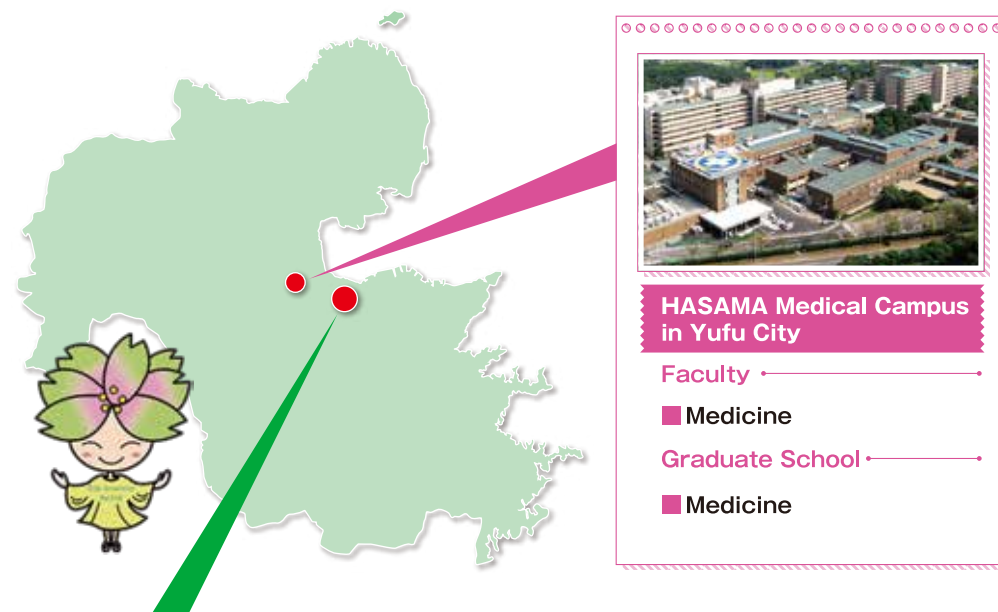 HASAMA Medical Campus
in Yufu City
Faculty
Medicine
Graduate School
Medicine